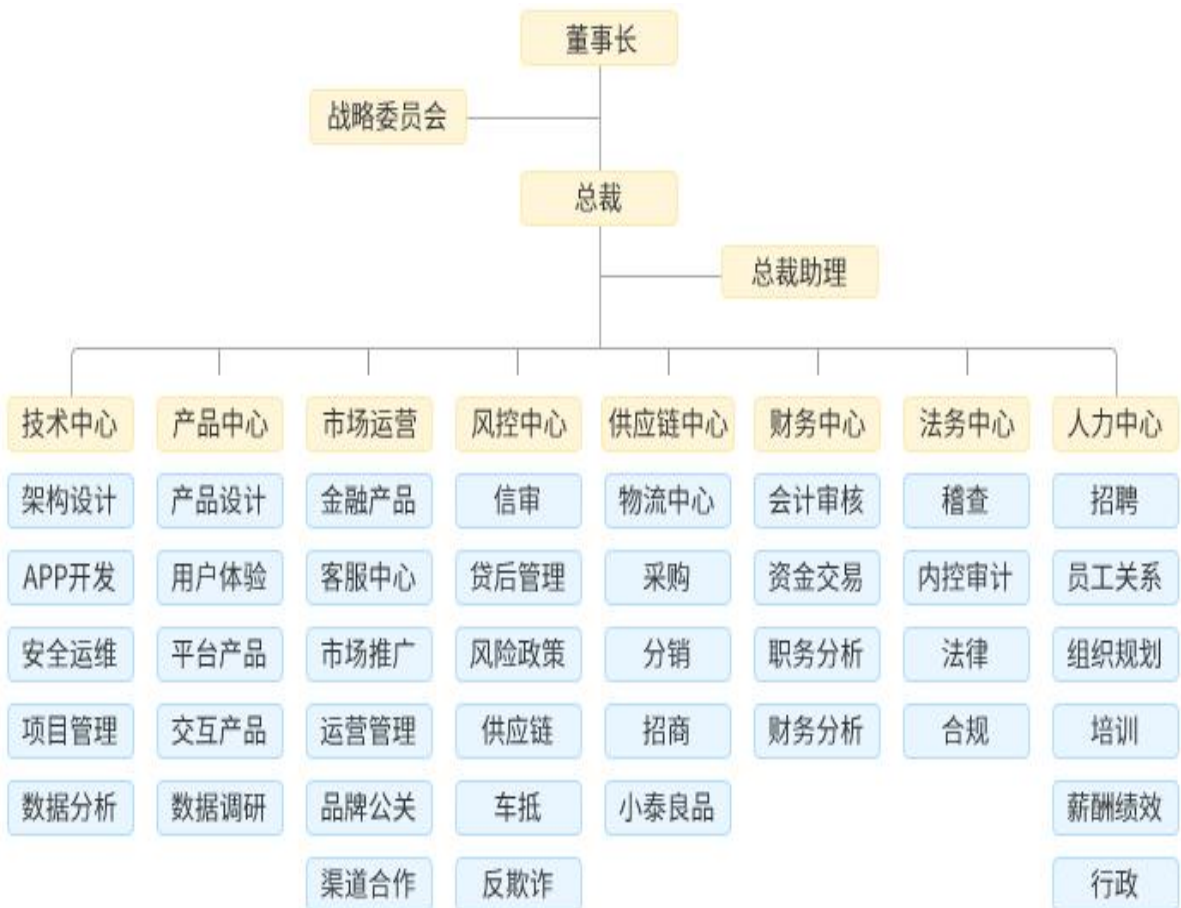 董事长
战略委员会
总裁
总裁助理
技术中心 产品中心 市场运营 风控中心 供应链中心 财务中心 法务中心 人力中心
架构设计 产品设计 金融产品 信审 物流中心 会计审核 稽查 招聘
APP开发 用户体验 客服中心 贷后管理 采购 资金交易 内控审计 员工关系
安全运维 平台产品 市场推广 风险政策 分销 职务分析 法律 组织规划
项目管理 交互产品 运营管理 供应链 招商 财务分析 合规 培训
数据分析 数据调研 品牌公关 车抵 小泰良品 薪酬绩效
渠道合作 反欺诈 行政